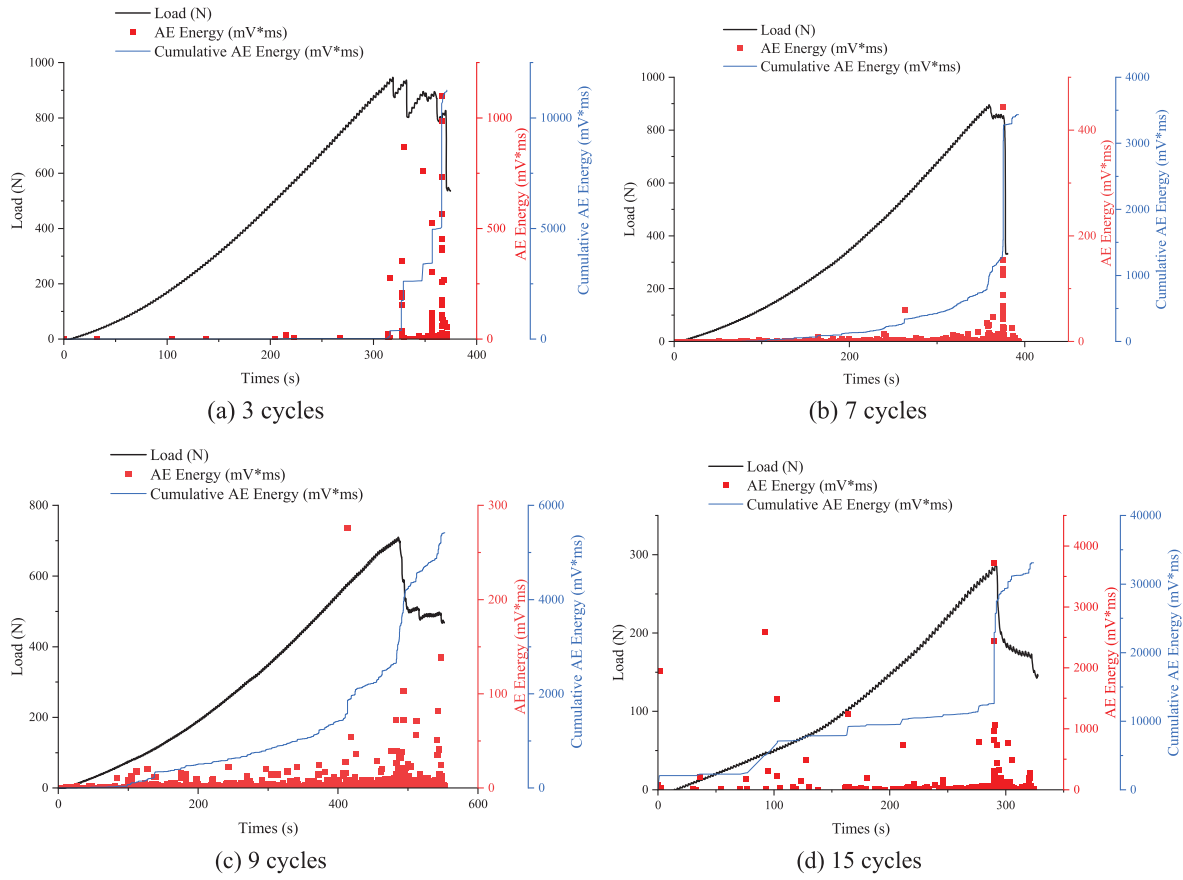 Load (N)
AE Energy (mV*ms)
Cumulative AE Energy (mV*ms)
1000
800
600
400
200
0
Load (N)
0
100
200
300
400
Times (s)
1000
500
0
AE Energy (mV*ms)
10000
5000
0
Cumulative AE Energy (mV*ms)
(a) 3 cycles
Load (N)
AE Energy (mV*ms)
Cumulative AE Energy (mV*ms)
1000
800
600
400
200
0
Load (N)
0
200
400
Times (s)
400
200
0
AE Energy (mV*ms)
4000
3000
2000
1000
0
Cumulative AE Energy (mV*ms)
(b) 7 cycles
Load (N)
AE Energy (mV*ms)
Cumulative AE Energy (mV*ms)
800
600
400
200
0
Load (N)
0
200
400
600
Times (s)
300
200
100
0
AE Energy (mV*ms)
6000
4000
2000
0
Cumulative AE Energy (mV*ms)
(c) 9 cycles
Load (N)
AE Energy (mV*ms)
Cumulative AE Energy (mV*ms)
300
200
100
0
Load (N)
0
100
200
300
Times (s)
4000
3000
2000
1000
0
AE Energy (mV*ms)
40000
30000
20000
10000
0
Cumulative AE Energy (mV*ms)
(d) 15 cycles